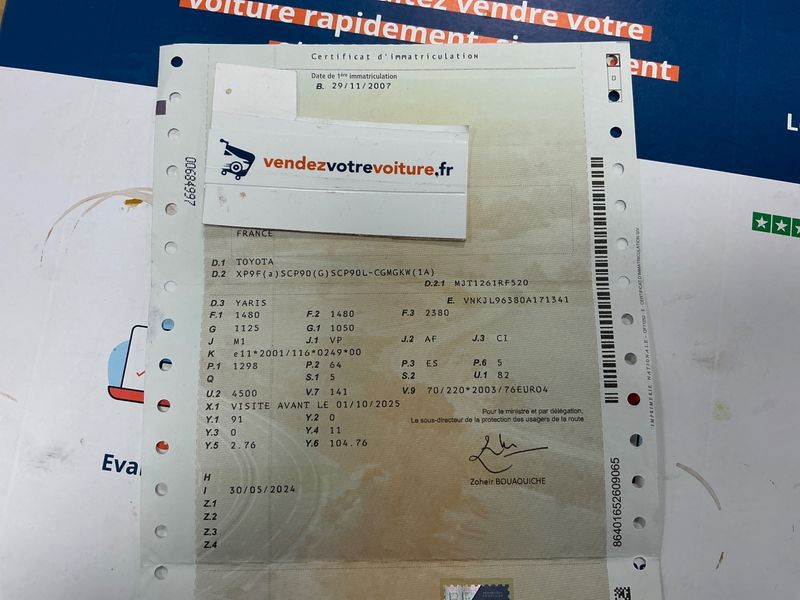 itez vendre votre
voiture rapidement, si
ent
Certificat d'immatriculation
Date de 1ère immatriculation
B. 29/11/2007
D
vendezvotrevoiture.fr
00684997
FRANCE
D.1 TOYOTA
D.2 XP9F(a)SCP90(G)SCP90L-CGMGKW(1A)
D.2.1 MJT1261RF520
D.3 YARIS E. VNKJL96380A171341
F.1 1480 F.2 1480 F.3 2380
G 1125 G.1 1050
J M1 J.1 VP J.2 AF J.3 CI
K e11*2001/116*0249*00
P.1 1298 P.2 64 P.3 ES P.6 5
Q S.1 5 S.2 U.1 82
U.2 4500 V.7 141 V.9 70/220*2003/76EURO4
X.1 VISITE AVANT LE 01/10/2025
Y.1 91 Y.2 0
Y.3 0 Y.4 11
Y.5 2.76 Y.6 104.76
Pour le ministre et par délégation,
Le sous-directeur de la protection des usagers de la route
Zoheir BOUAOUICHE
H
I 30/05/2024
Z.1
Z.2
Z.3
Z.4
86401652609065
Eva
L